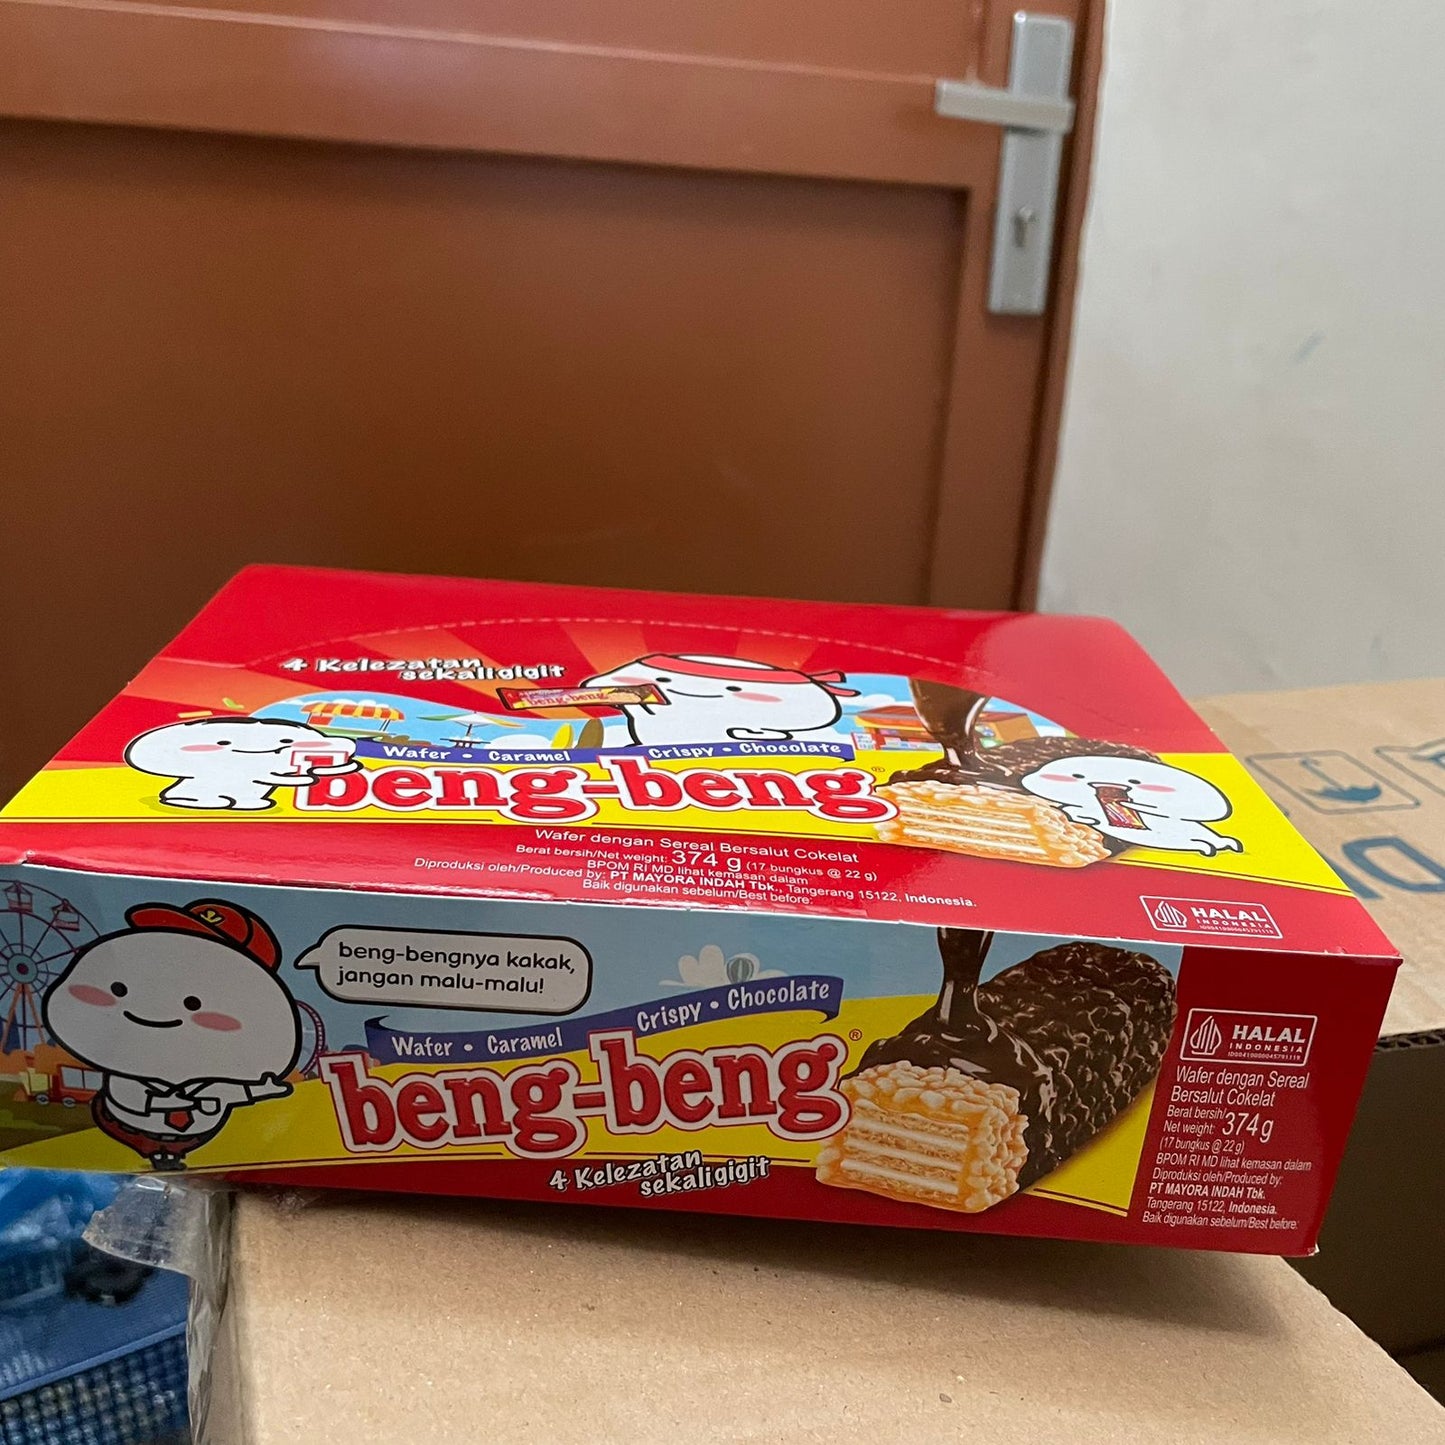 4 Kelezatan
sekaligigit
beng-beng
Wafer • Caramel Crispy • Chocolate
beng-beng®
Wafer dengan Sereal Bersalut Cokelat
Berat bersih/Net weight: 374 g (17 bungkus @ 22 g)
BPOM RI MD lihat kemasan dalam
Diproduksi oleh/Produced by: PT MAYORA INDAH Tbk., Tangerang 15122, Indonesia.
Baik digunakan sebelum/Best before:
HALAL
INDONESIA
beng-bengnya kakak,
jangan malu-malu!
Wafer • Caramel Crispy • Chocolate
beng-beng®
4 Kelezatan
sekaligigit
HALAL
INDONESIA
Wafer dengan Sereal
Bersalut Cokelat
Berat bersih/
Net weight: 374 g
(17 bungkus @ 22 g)
BPOM RI MD lihat kemasan dalam
Diproduksi oleh/Produced by:
PT MAYORA INDAH Tbk.
Tangerang 15122, Indonesia.
Baik digunakan sebelum/Best before: